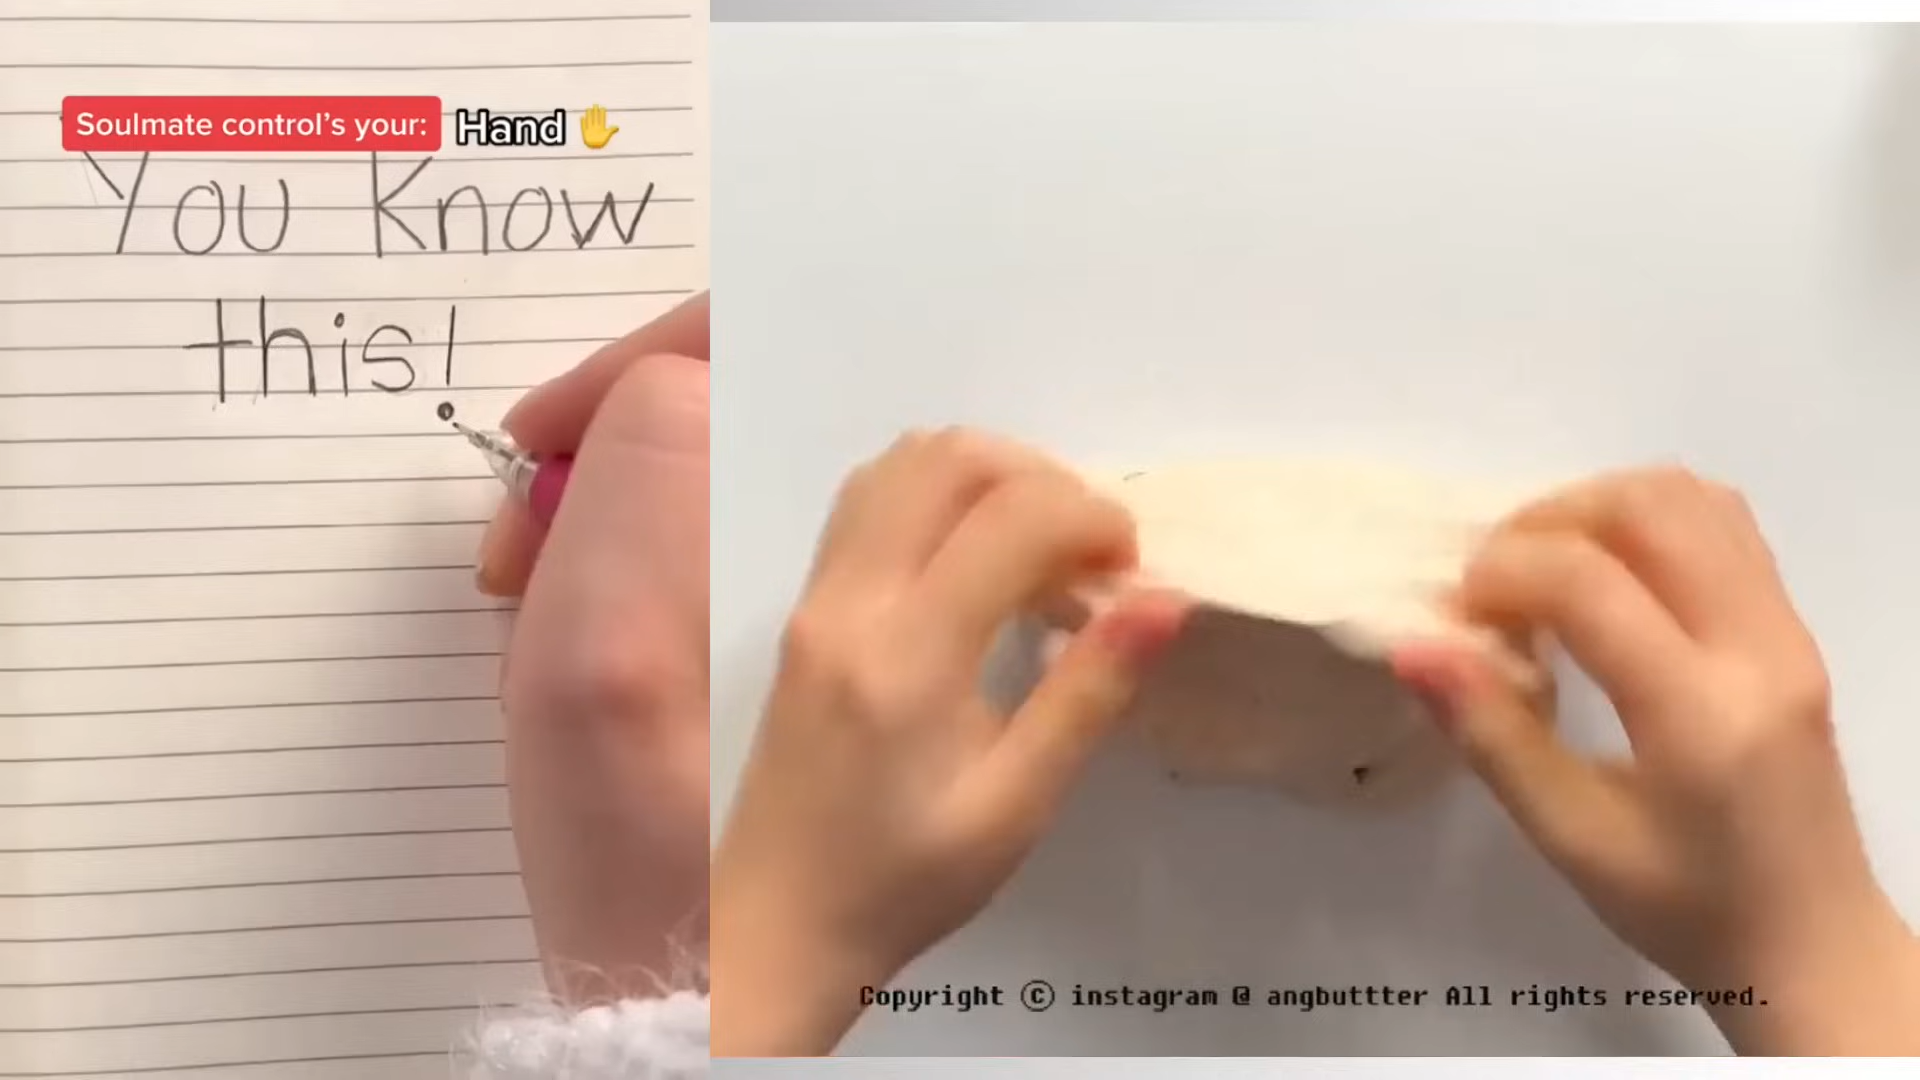 Soulmate control's your: Hand ✋
You Know
this!
Copyright © instagram @ angbuttter All rights reserved.